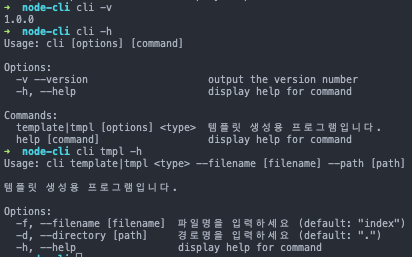 ➜  node-cli cli -v
1.0.0
➜  node-cli cli -h
Usage: cli [options] [command]

Options:
  -v --version                    output the version number
  -h, --help                      display help for command

Commands:
  template|tmpl [options] <type>  템플릿 생성용 프로그램입니다.
  help [command]                  display help for command
➜  node-cli cli tmpl -h
Usage: cli template|tmpl <type> --filename [filename] --path [path]

템플릿 생성용 프로그램입니다.

Options:
  -f, --filename [filename]  파일명을 입력하세요 (default: "index")
  -d, --directory [path]     경로명을 입력하세요 (default: ".")
  -h, --help                 display help for command